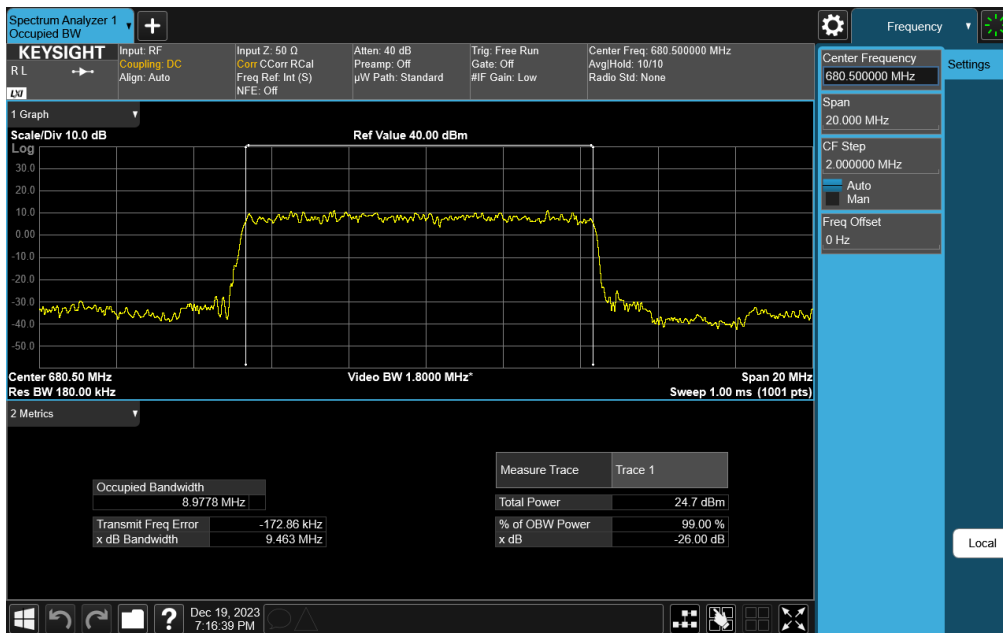 Spectrum Analyzer 1
Occupied BW
Frequency
KEYSIGHT
R L
LXI
Input: RF
Coupling: DC
Align: Auto
Input Z: 50 Ω
Corr CCorr RCal
Freq Ref: Int (S)
NFE: Off
Atten: 40 dB
Preamp: Off
µW Path: Standard
Trig: Free Run
Gate: Off
#IF Gain: Low
Center Freq: 680.500000 MHz
Avg|Hold: 10/10
Radio Std: None
Center Frequency
680.500000 MHz
Settings
Span
20.000 MHz
CF Step
2.000000 MHz
Auto
Man
Freq Offset
0 Hz
1 Graph
Scale/Div 10.0 dB
Ref Value 40.00 dBm
Log
30.0
20.0
10.0
0.00
-10.0
-20.0
-30.0
-40.0
-50.0
Center 680.50 MHz
Video BW 1.8000 MHz*
Span 20 MHz
Res BW 180.00 kHz
Sweep 1.00 ms (1001 pts)
2 Metrics
Measure Trace
Trace 1
Occupied Bandwidth
8.9778 MHz
Total Power
24.7 dBm
Transmit Freq Error
-172.86 kHz
% of OBW Power
99.00 %
x dB Bandwidth
9.463 MHz
x dB
-26.00 dB
Local
?
Dec 19, 2023
7:16:39 PM